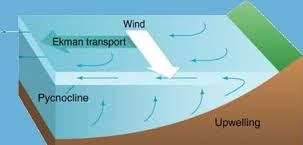 Wind
Ekman transport
Pycnocline
Upwelling